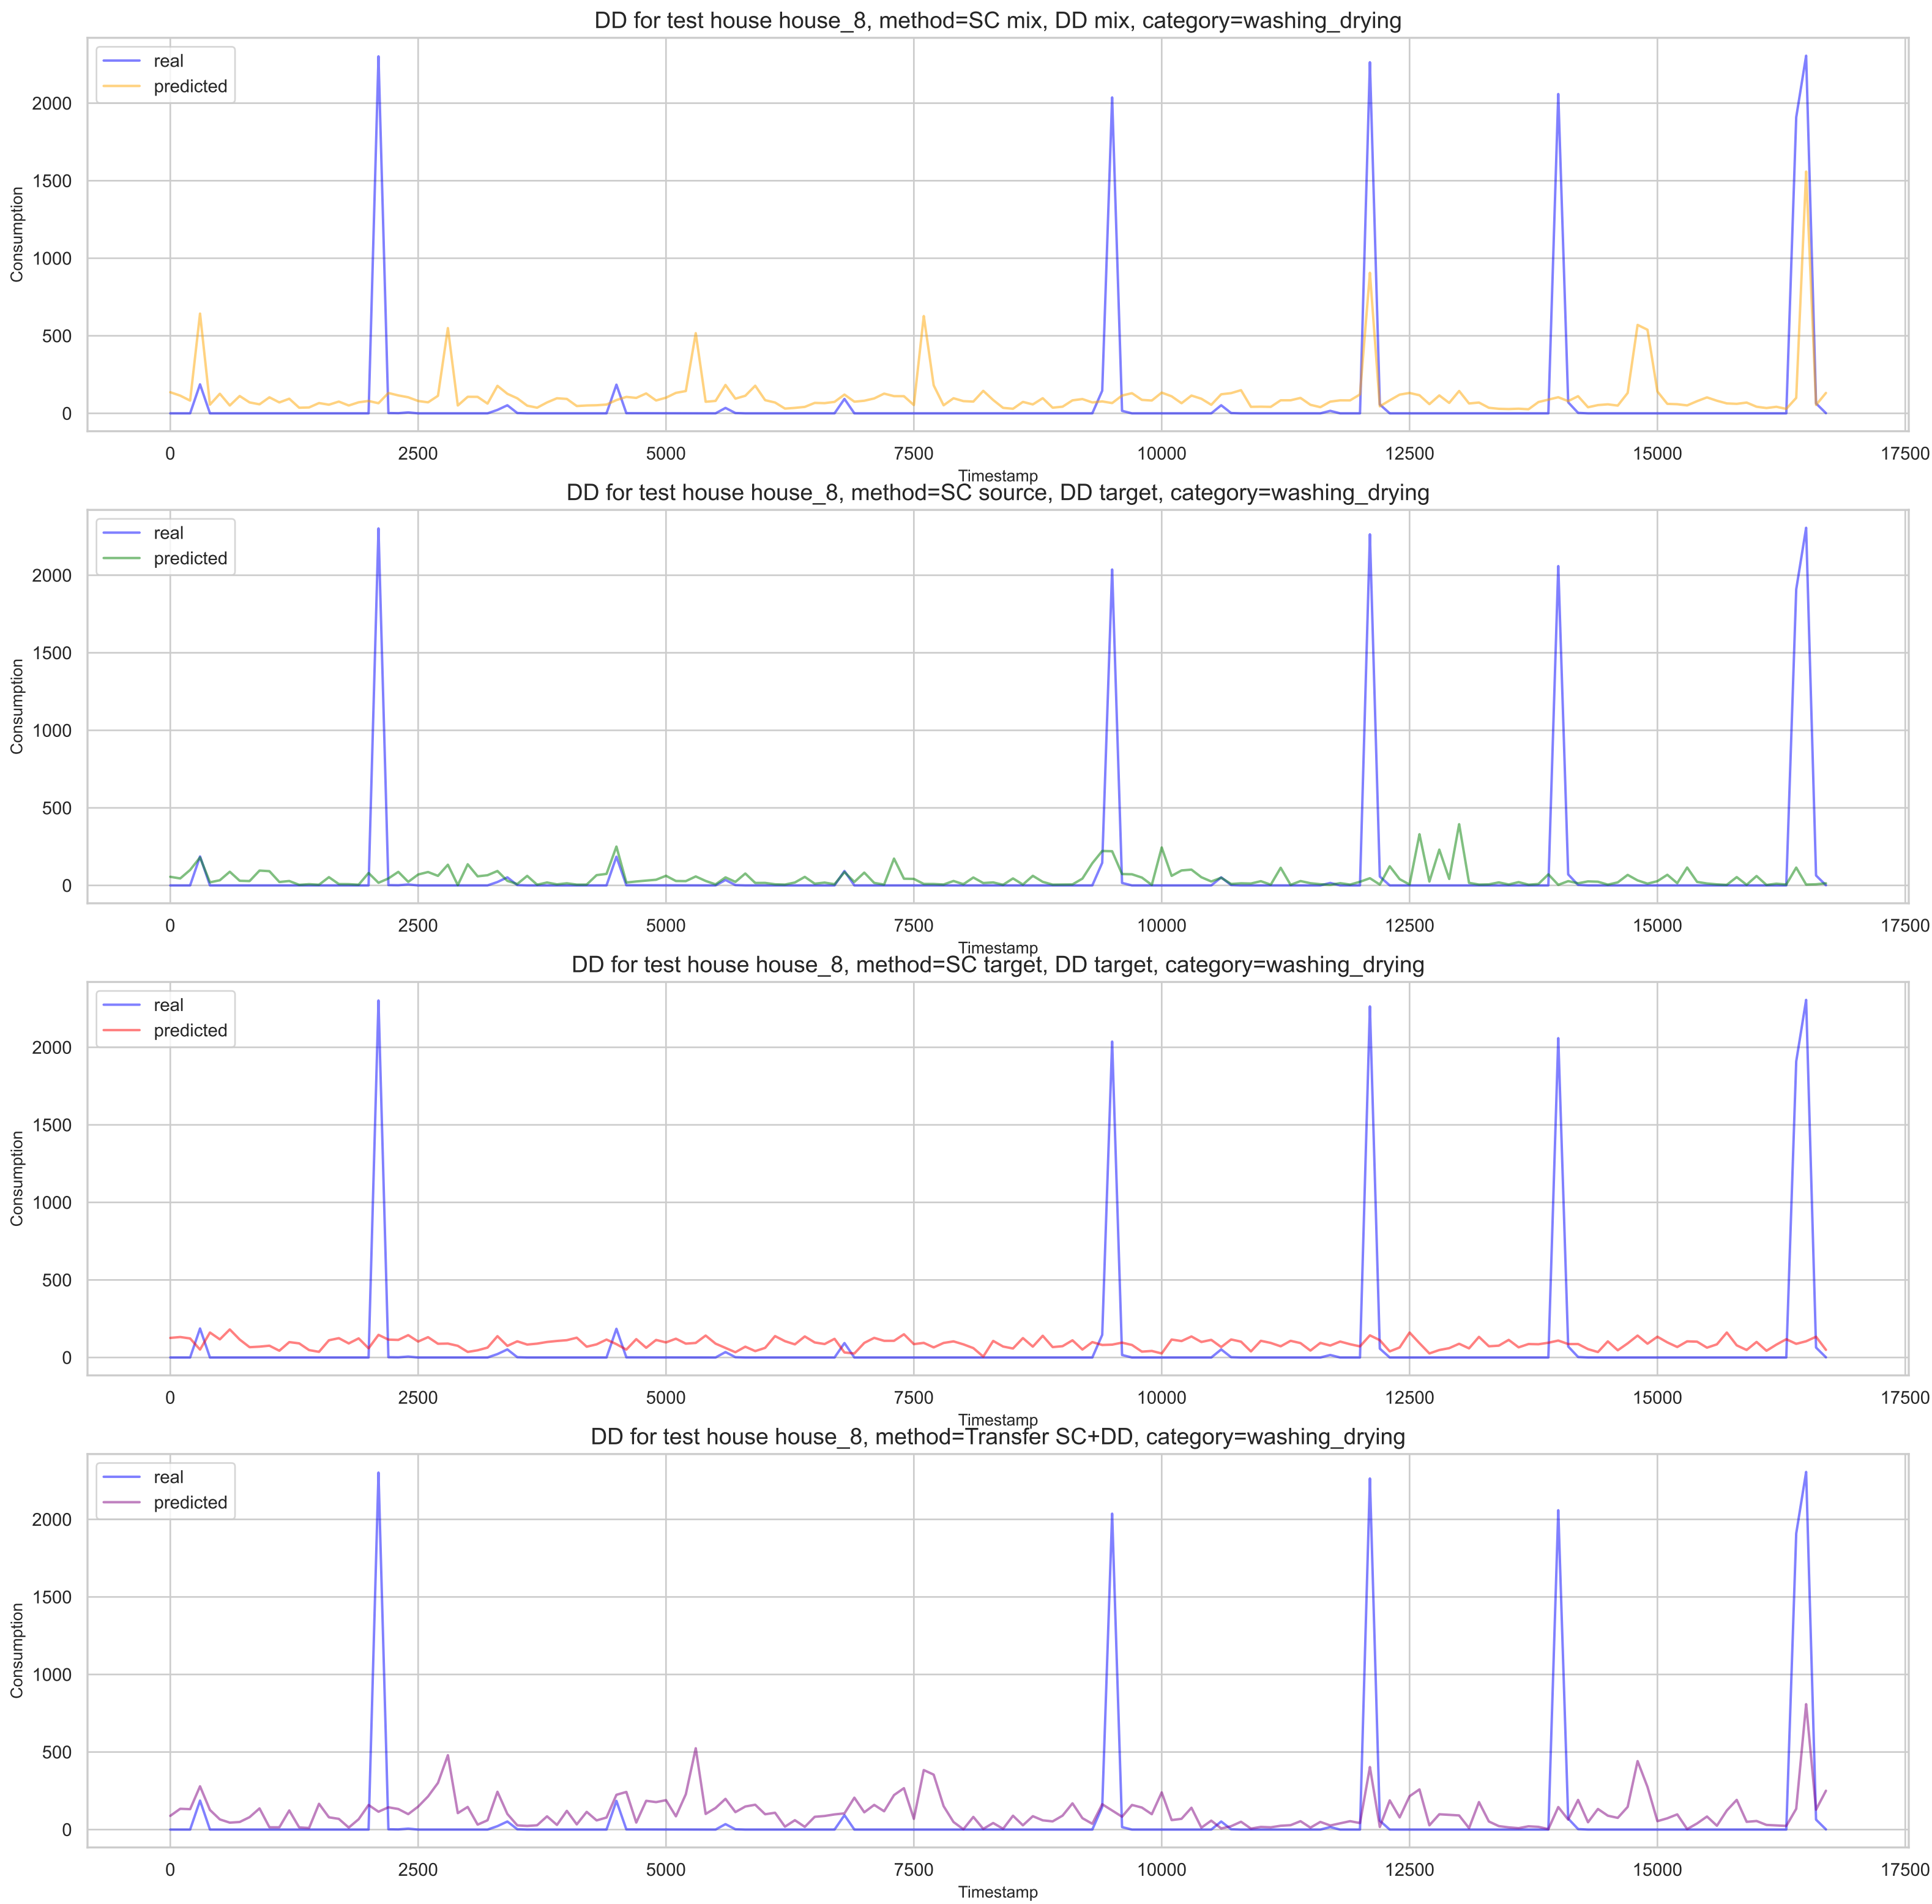 DD for test house house_8, method=SC mix, DD mix, category=washing_drying
real
predicted
2000
1500
1000
500
0
Consumption
0 2500 5000 7500 10000 12500 15000 17500
Timestamp
DD for test house house_8, method=SC source, DD target, category=washing_drying
real
predicted
2000
1500
1000
500
0
Consumption
0 2500 5000 7500 10000 12500 15000 17500
Timestamp
DD for test house house_8, method=SC target, DD target, category=washing_drying
real
predicted
2000
1500
1000
500
0
Consumption
0 2500 5000 7500 10000 12500 15000 17500
Timestamp
DD for test house house_8, method=Transfer SC+DD, category=washing_drying
real
predicted
2000
1500
1000
500
0
Consumption
0 2500 5000 7500 10000 12500 15000 17500
Timestamp